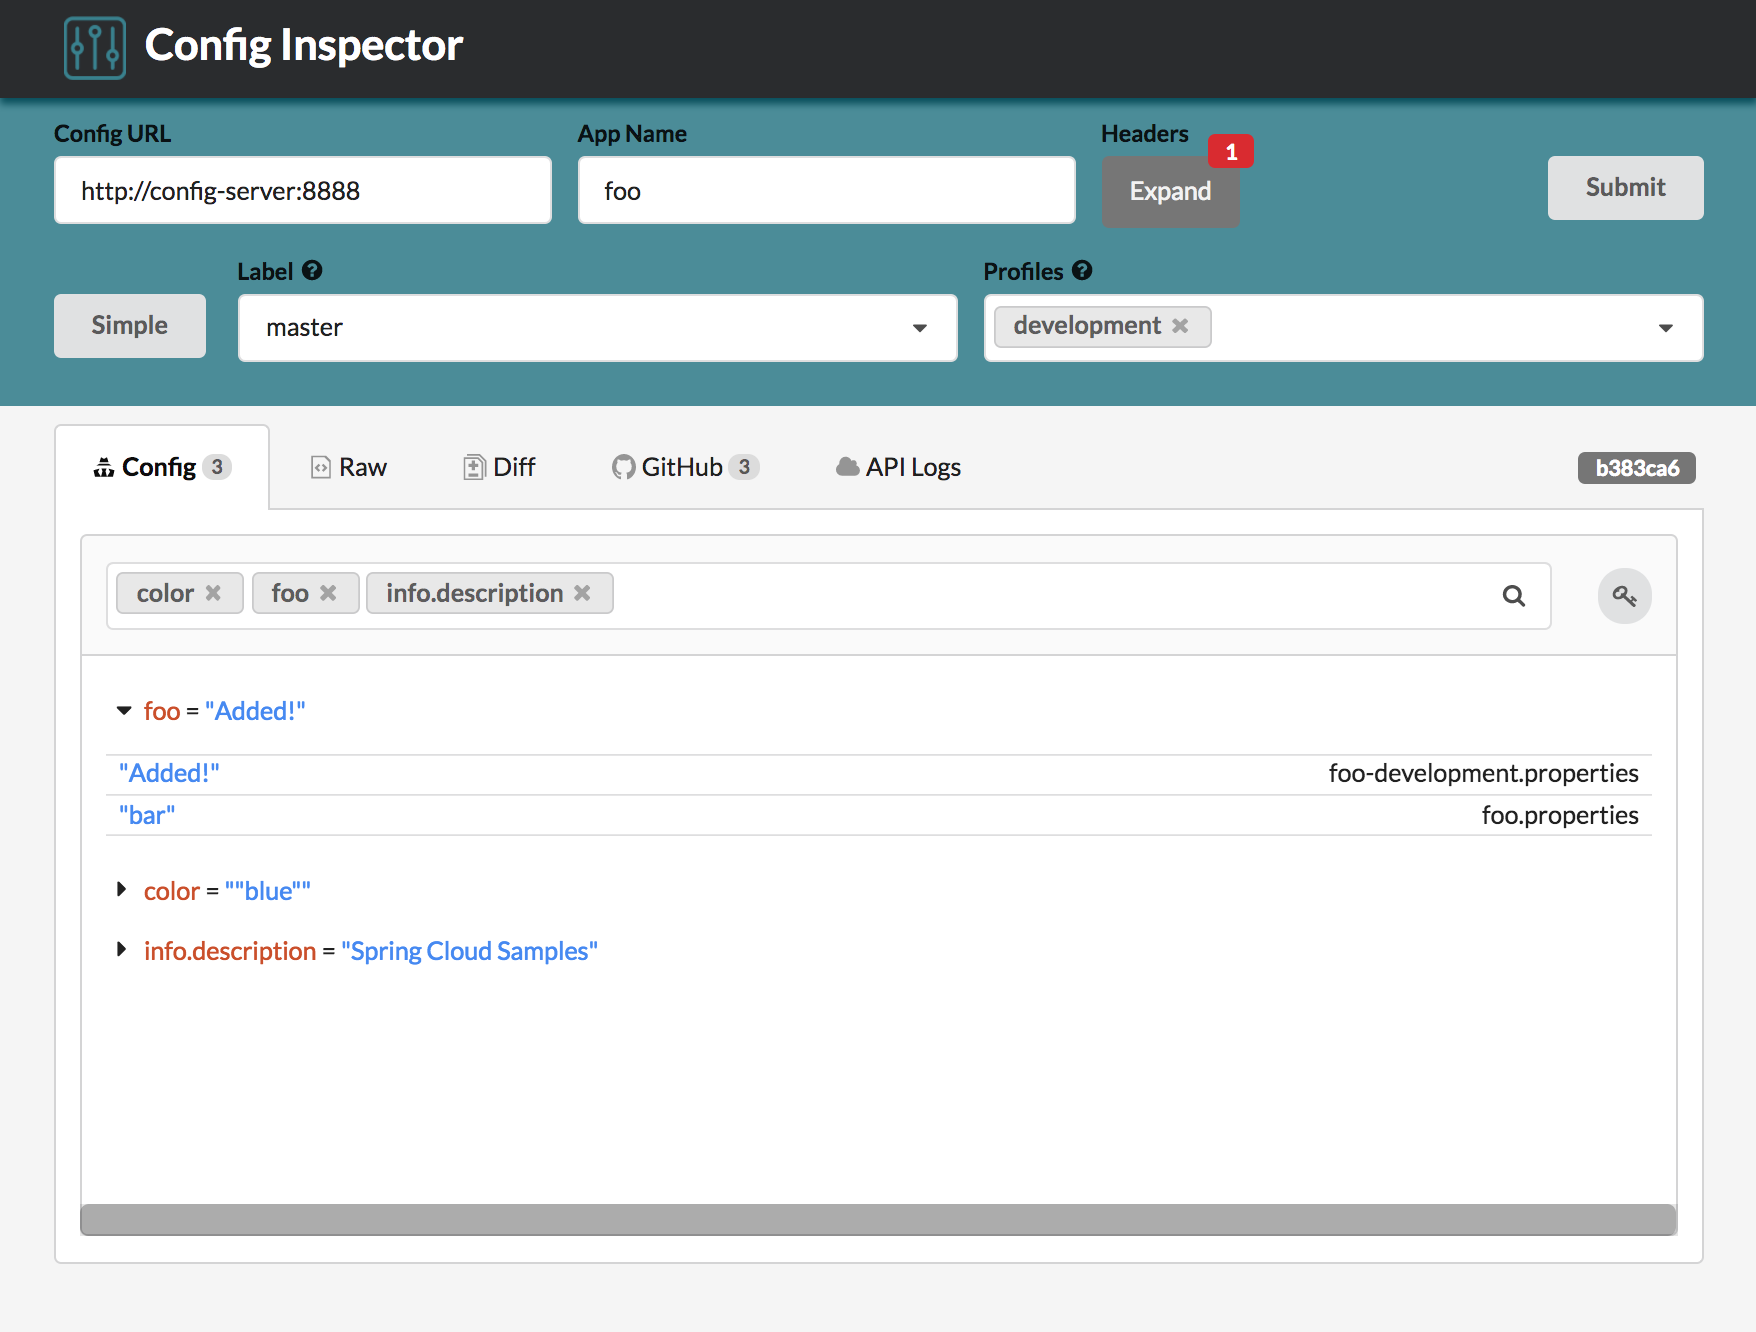 Config Inspector
Config URL
App Name
Headers
1
http://config-server:8888
foo
Expand
Submit
Label
Profiles
Simple
master
development
Config 3
Raw
Diff
GitHub 3
API Logs
b383ca6
color
foo
info.description
foo = "Added!"
"Added!" foo-development.properties
"bar" foo.properties
color = ""blue""
info.description = "Spring Cloud Samples"